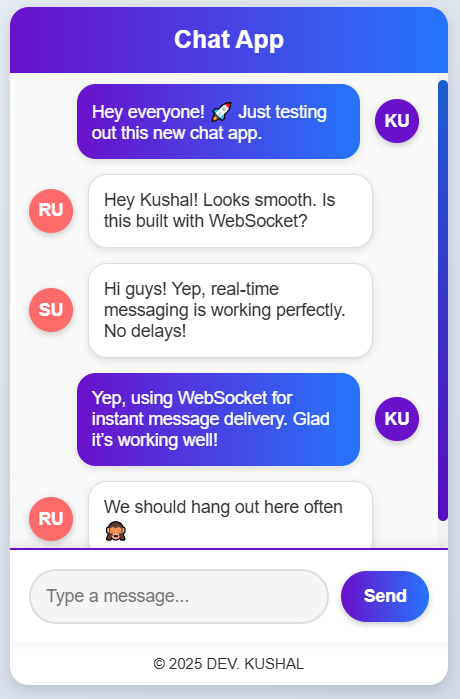 Chat App
Hey everyone! 🚀 Just testing
out this new chat app.
KU
Hey Kushal! Looks smooth. Is
this built with WebSocket?
RU
Hi guys! Yep, real-time
messaging is working perfectly.
No delays!
SU
Yep, using WebSocket for
instant message delivery. Glad
it's working well!
KU
We should hang out here often
🙈
RU
Type a message...
Send
© 2025 DEV. KUSHAL